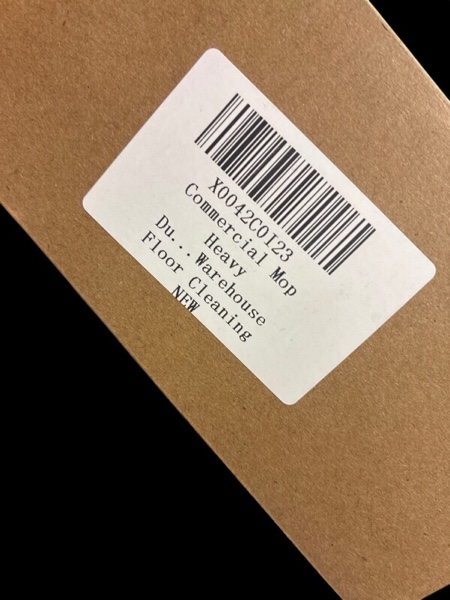 X0042C0I23
Commercial Mop
Heavy
Du...Warehouse
Floor Cleaning
NEW